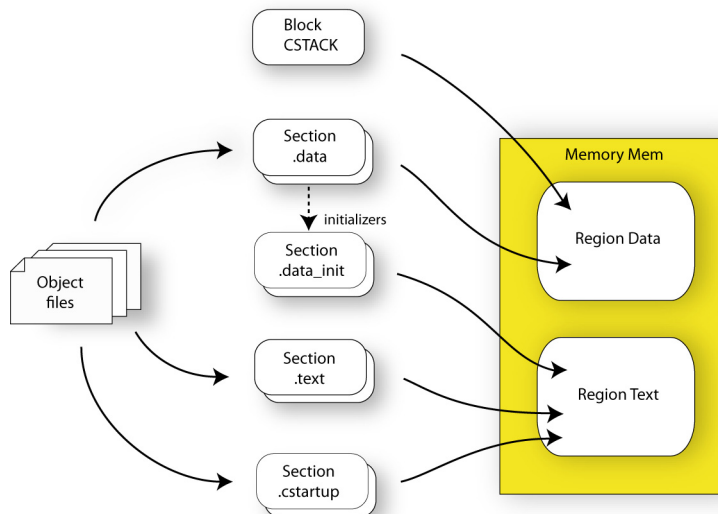 Block
CSTACK
Section
.data
Memory Mem
initializers
Region Data
Section
.data_init
Object
files
Section
.text
Region Text
Section
.cstartup